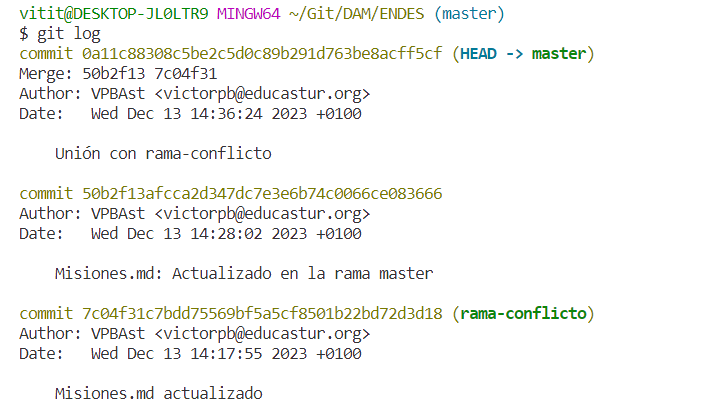 vitit@DESKTOP-JL0LTR9 MINGW64 ~/Git/DAM/ENDES (master)
$ git log
commit 0a11c88308c5be2c5d0c89b291d763be8acff5cf (HEAD -> master)
Merge: 50b2f13 7c04f31
Author: VPBAst <victorpb@educastur.org>
Date:   Wed Dec 13 14:36:24 2023 +0100
    Unión con rama-conflicto
commit 50b2f13afcca2d347dc7e3e6b74c0066ce083666
Author: VPBAst <victorpb@educastur.org>
Date:   Wed Dec 13 14:28:02 2023 +0100
    Misiones.md: Actualizado en la rama master
commit 7c04f31c7bdd75569bf5a5cf8501b22bd72d3d18 (rama-conflicto)
Author: VPBAst <victorpb@educastur.org>
Date:   Wed Dec 13 14:17:55 2023 +0100
    Misiones.md actualizado